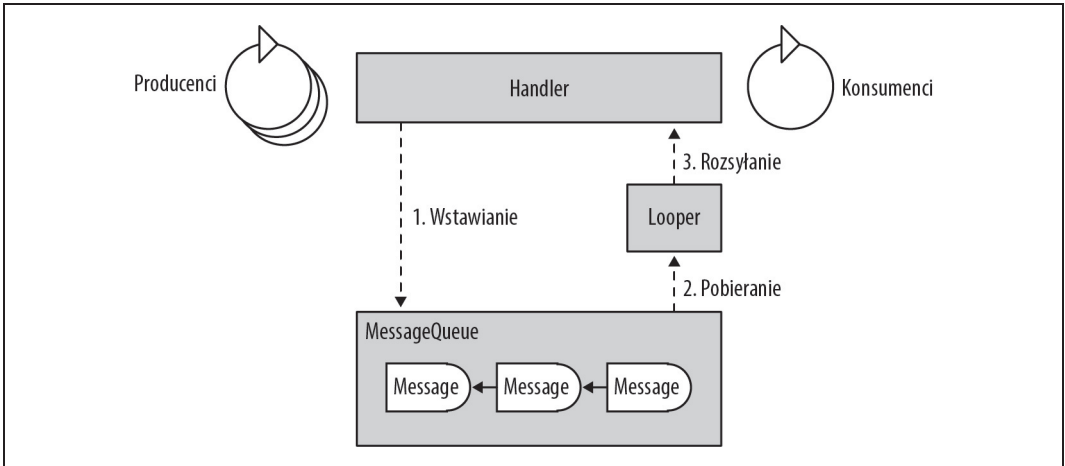 Producenci
Handler
Konsumenci
3. Rozsyłanie
1. Wstawianie
Looper
2. Pobieranie
MessageQueue
Message Message Message